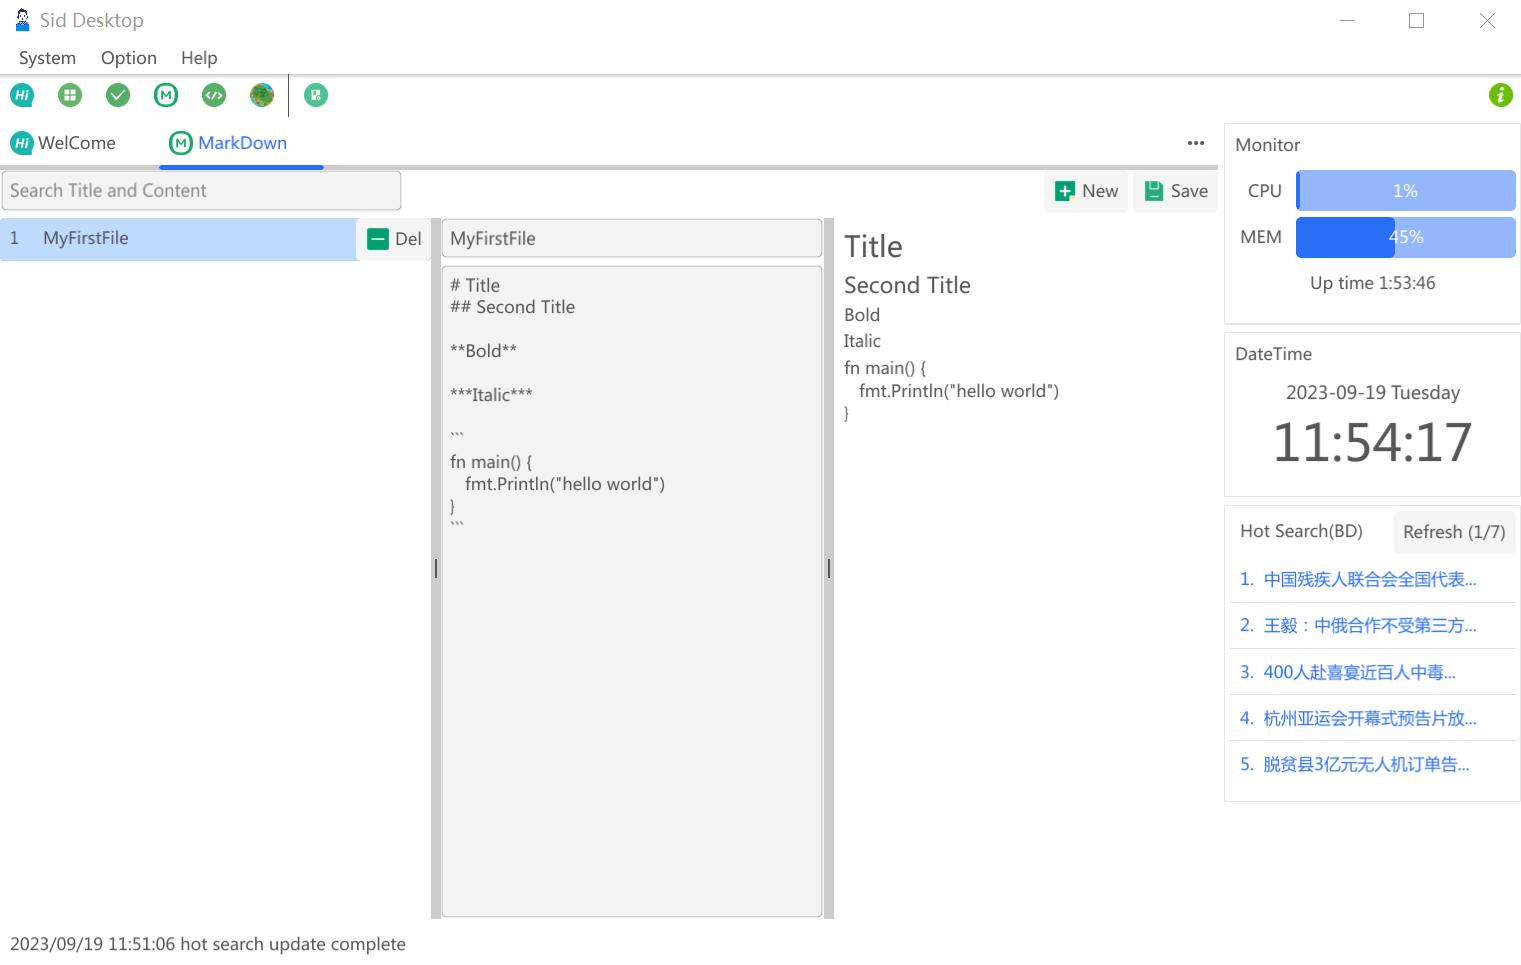 Sid Desktop
System Option Help
Hi M </> i
Hi WelCome M MarkDown ...
Search Title and Content
New Save
1 MyFirstFile Del
MyFirstFile
# Title
## Second Title
**Bold**
***Italic***
```
fn main() {
fmt.Println("hello world")
}
```
Title
Second Title
Bold
Italic
fn main() {
fmt.Println("hello world")
}
Monitor
CPU 1%
MEM 45%
Up time 1:53:46
DateTime
2023-09-19 Tuesday
11:54:17
Hot Search(BD) Refresh (1/7)
1. 中国残疾人联合会全国代表...
2. 王毅：中俄合作不受第三方...
3. 400人赴喜宴近百人中毒...
4. 杭州亚运会开幕式预告片放...
5. 脱贫县3亿元无人机订单告...
2023/09/19 11:51:06 hot search update complete